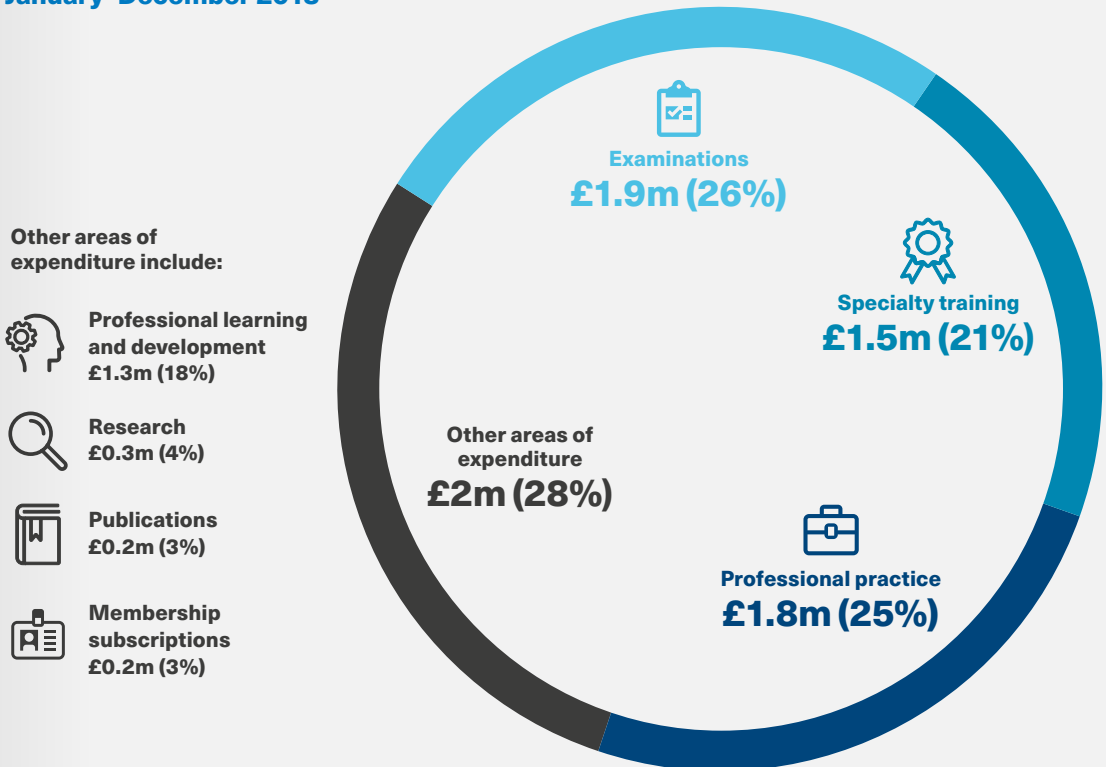 Examinations
£1.9m (26%)
Specialty training
£1.5m (21%)
Other areas of
expenditure include:
Professional learning
and development
£1.3m (18%)
Research
£0.3m (4%)
Publications
£0.2m (3%)
Membership
subscriptions
£0.2m (3%)
Other areas of
expenditure
£2m (28%)
Professional practice
£1.8m (25%)